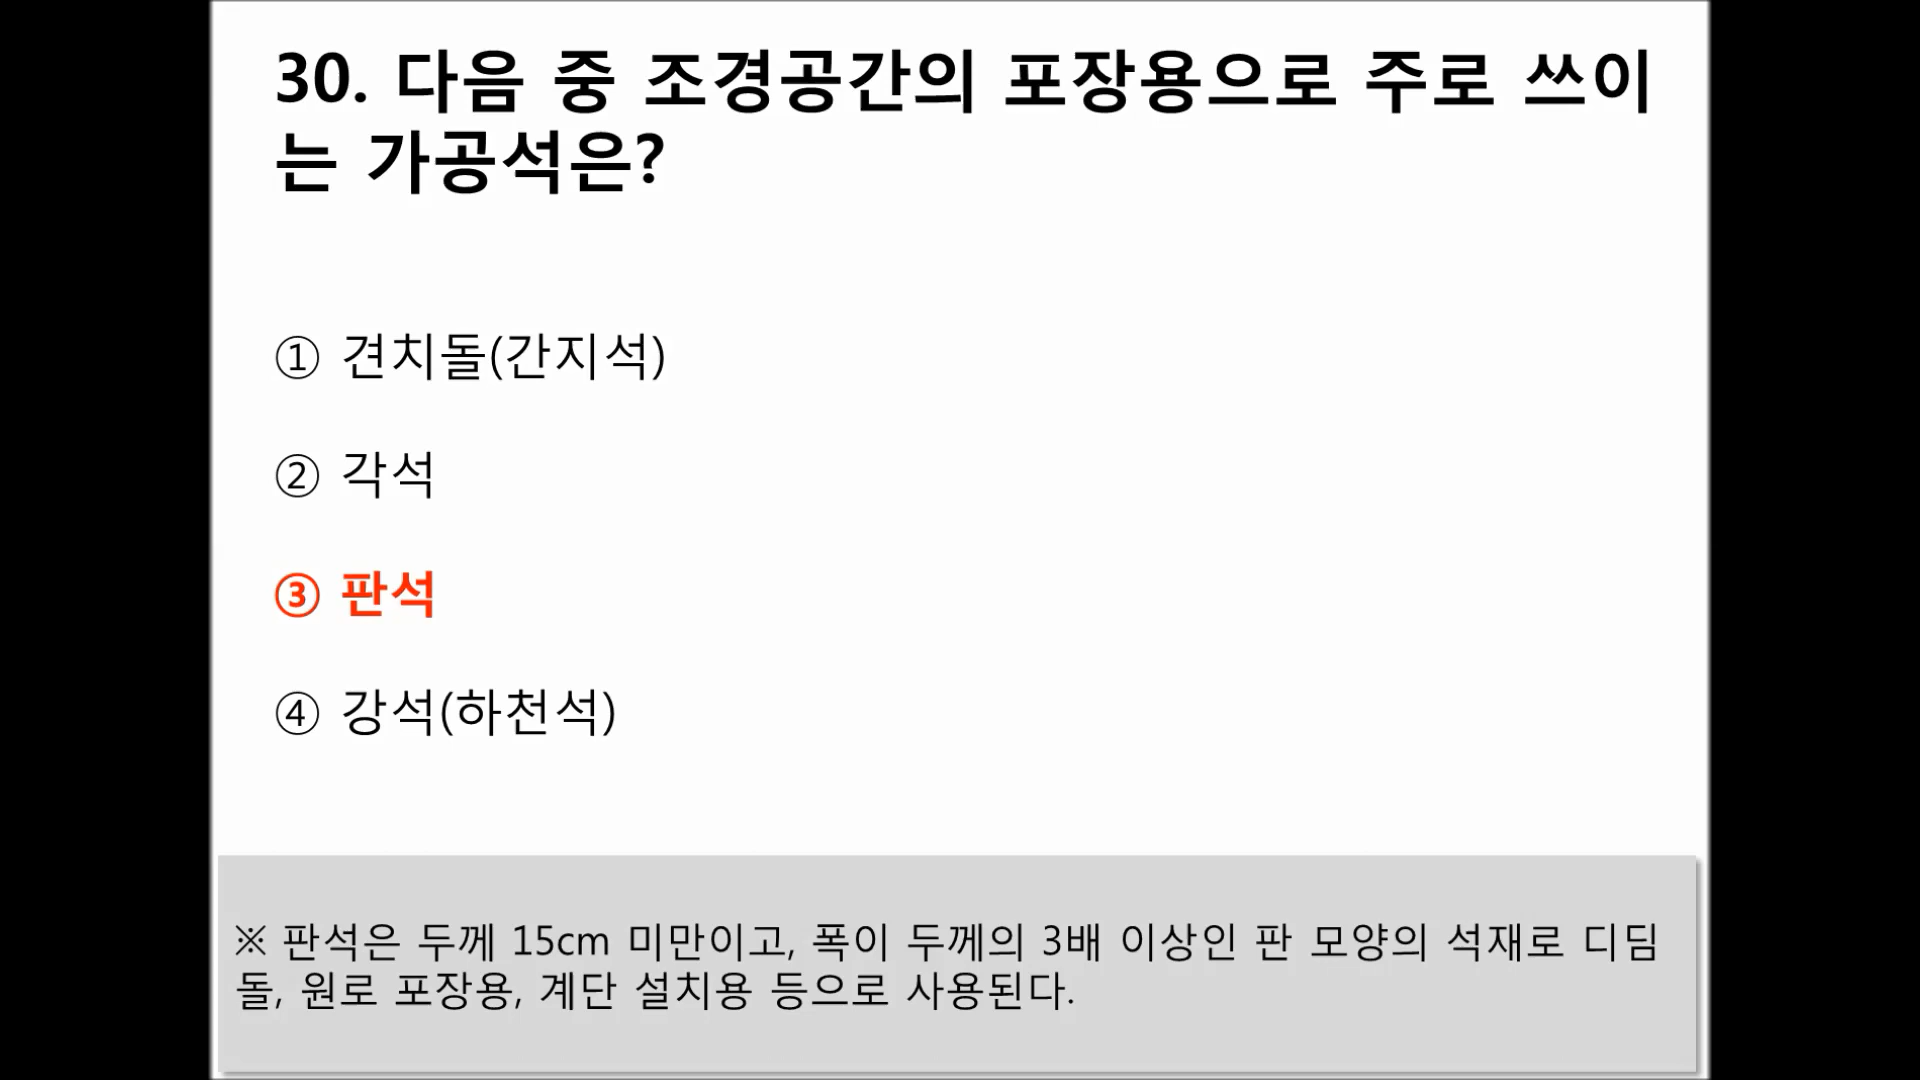 30. 다음 중 조경공간의 포장용으로 주로 쓰이
는 가공석은?
① 견치돌(간지석)
② 각석
③ 판석
④ 강석(하천석)
※ 판석은 두께 15cm 미만이고, 폭이 두께의 3배 이상인 판 모양의 석재로 디딤
돌, 원로 포장용, 계단 설치용 등으로 사용된다.